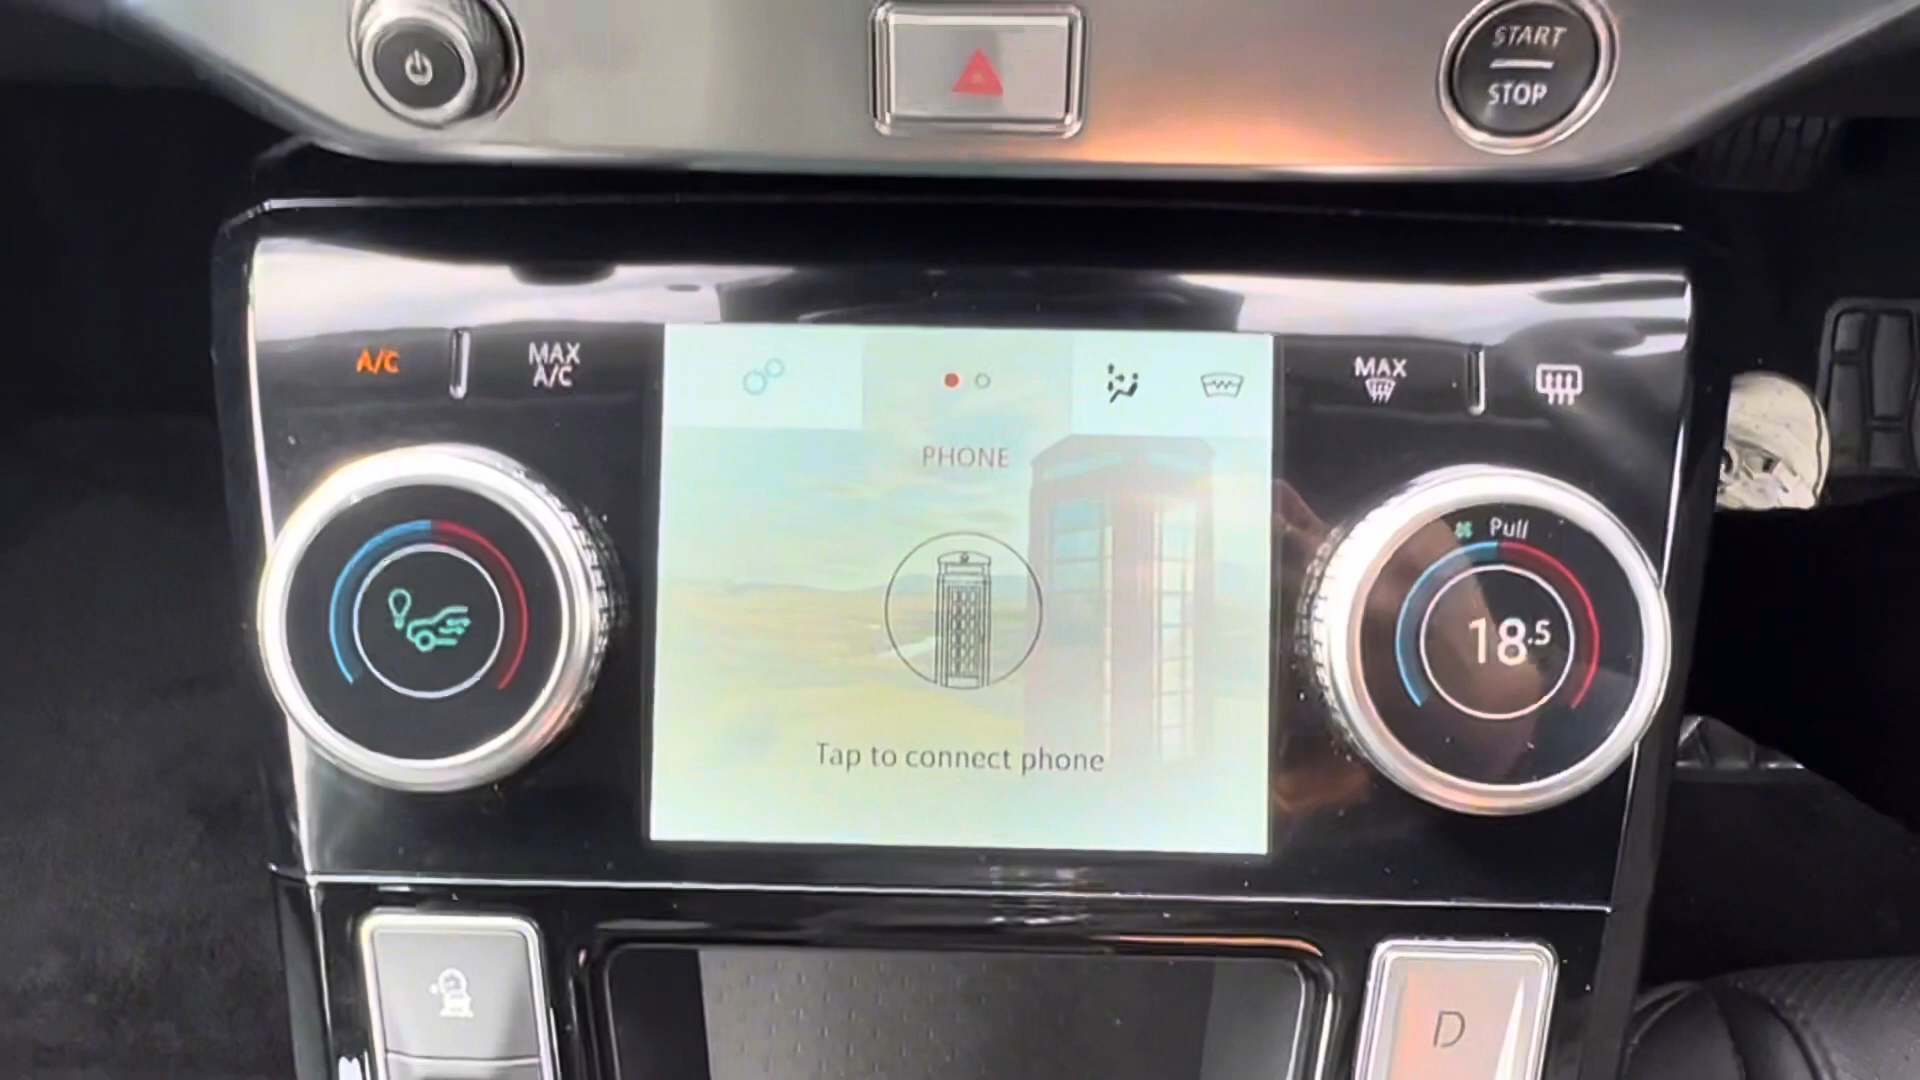 START
STOP
A/C
MAX
A/C
MAX
PHONE
Pull
18.5
Tap to connect phone
D